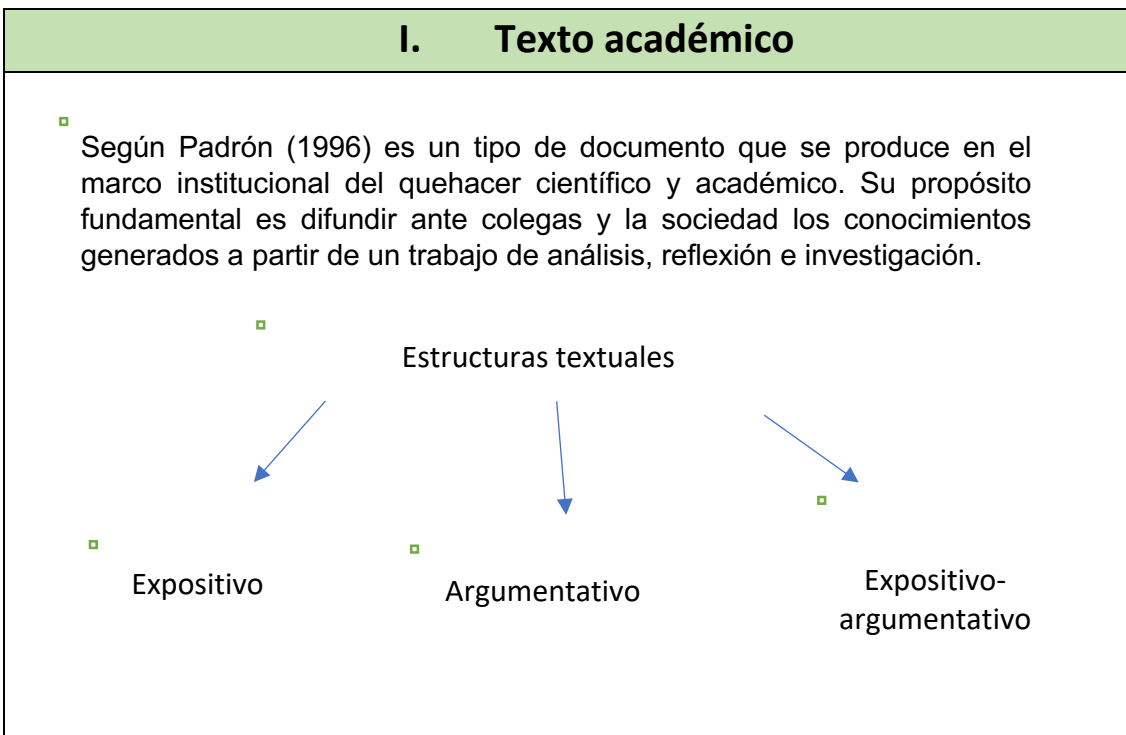 I. Texto académico
Según Padrón (1996) es un tipo de documento que se produce en el
marco institucional del quehacer científico y académico. Su propósito
fundamental es difundir ante colegas y la sociedad los conocimientos
generados a partir de un trabajo de análisis, reflexión e investigación.
Estructuras textuales
Expositivo
Argumentativo
Expositivo-
argumentativo